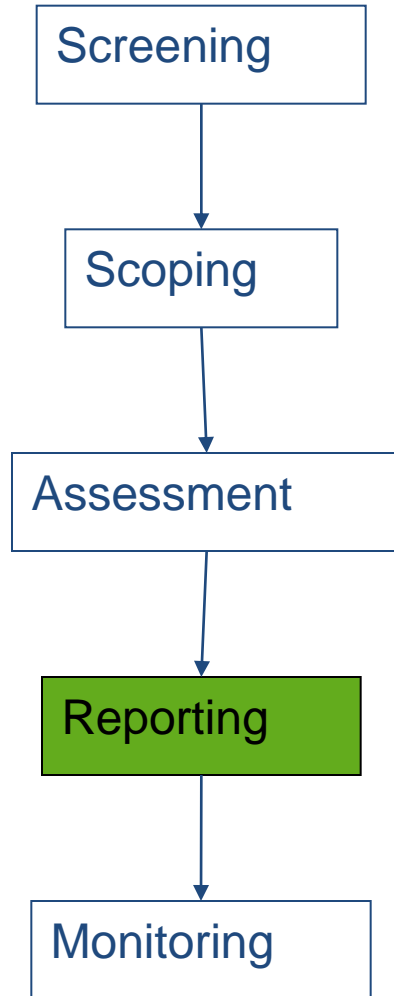 Screening
Scoping
Assessment
Reporting
Monitoring